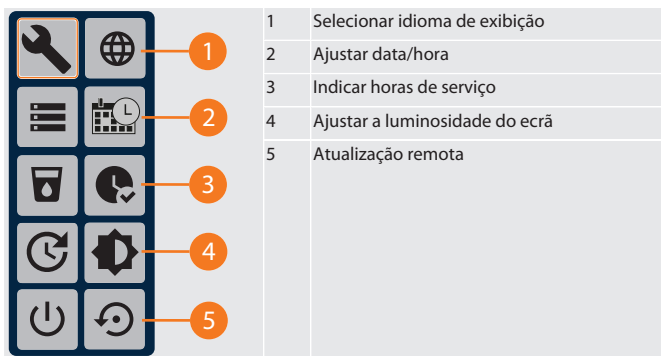 1 Selecionar idioma de exibição
2 Ajustar data/hora
3 Indicar horas de serviço
4 Ajustar a luminosidade do ecrã
5 Atualização remota
1
2
3
4
5